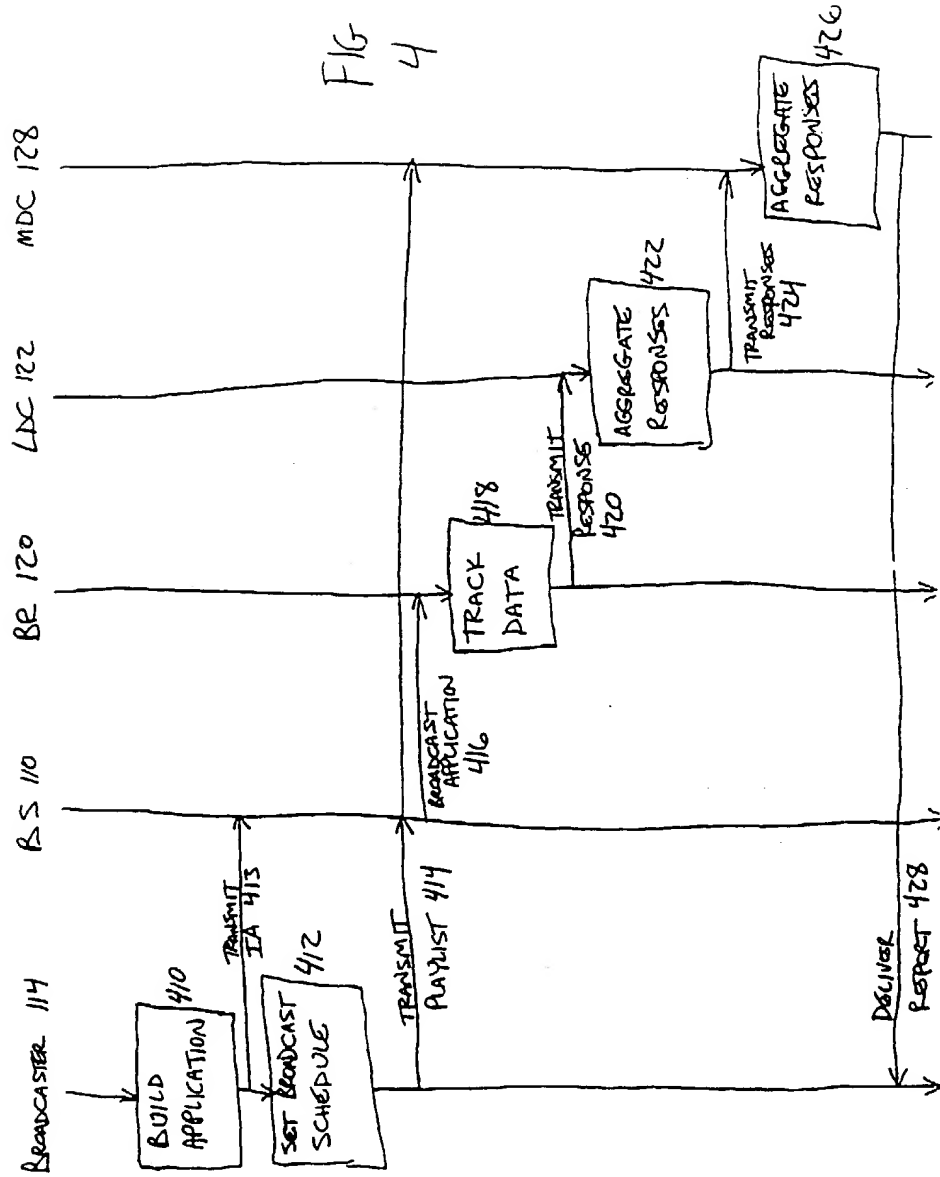 BROADCASTER 114
BS 110
BR 120
LDC 122
MDC 128
FIG
4
BUILD
APPLICATION
410
TRANSMIT
IA 413
SET BROADCAST
SCHEDULE
412
TRANSMIT
PLAYLIST 414
BROADCAST
APPLICATION
416
TRACK
DATA
418
TRANSMIT
RESPONSE
420
AGGREGATE
RESPONSES
422
TRANSMIT
RESPONSES
424
AGGREGATE
RESPONSES
426
DELIVER
REPORT 428